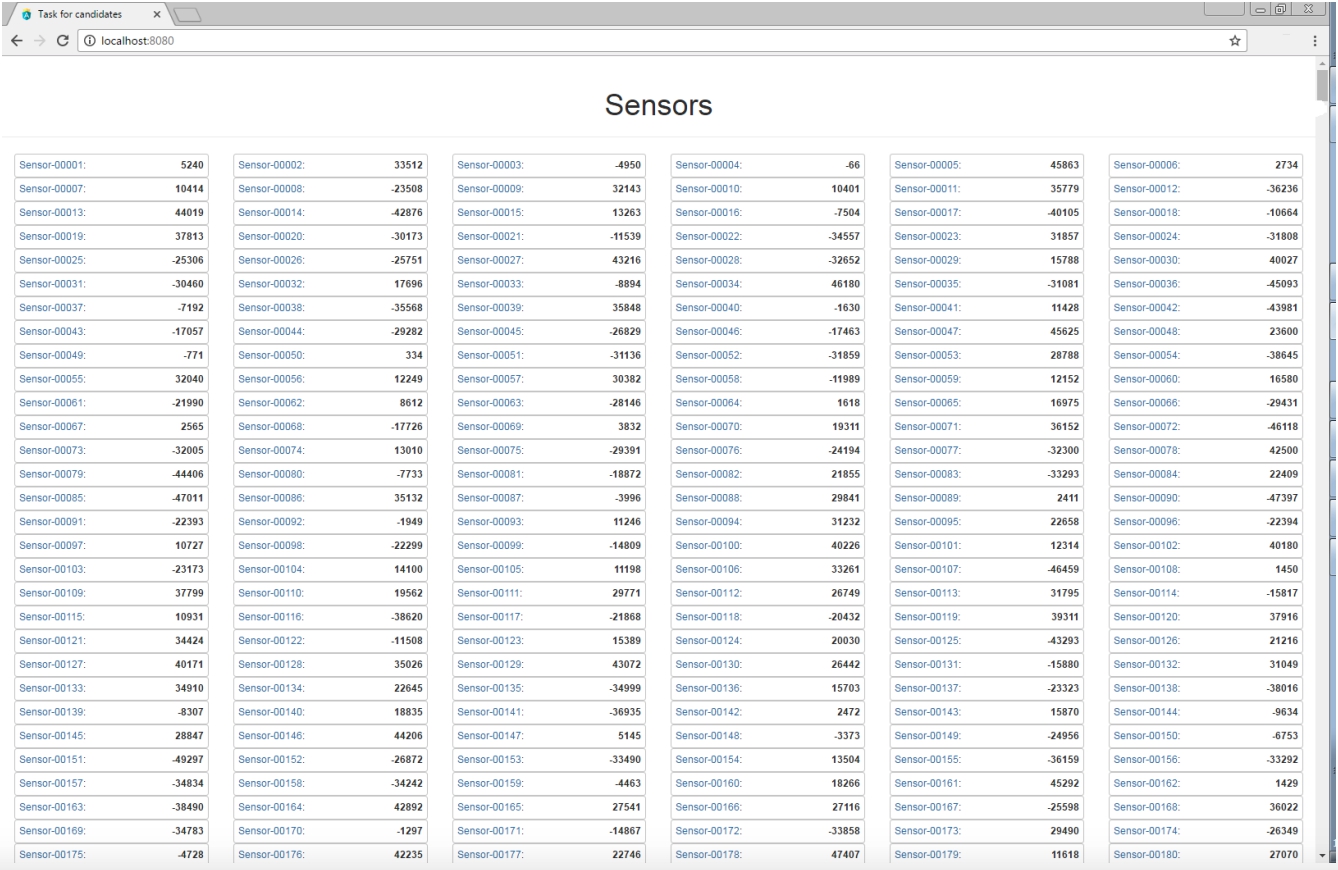 Task for candidates
localhost:8080
Sensors
Sensor-00001: 5240 Sensor-00002: 33512 Sensor-00003: -4950 Sensor-00004: -66 Sensor-00005: 45863 Sensor-00006: 2734
Sensor-00007: 10414 Sensor-00008: -23508 Sensor-00009: 32143 Sensor-00010: 10401 Sensor-00011: 35779 Sensor-00012: -36236
Sensor-00013: 44019 Sensor-00014: -42876 Sensor-00015: 13263 Sensor-00016: -7504 Sensor-00017: -40105 Sensor-00018: -10664
Sensor-00019: 37813 Sensor-00020: -30173 Sensor-00021: -11539 Sensor-00022: -34557 Sensor-00023: 31857 Sensor-00024: -31808
Sensor-00025: -25306 Sensor-00026: -25751 Sensor-00027: 43216 Sensor-00028: -32652 Sensor-00029: 15788 Sensor-00030: 40027
Sensor-00031: -30460 Sensor-00032: 17696 Sensor-00033: -8894 Sensor-00034: 46180 Sensor-00035: -31081 Sensor-00036: -45093
Sensor-00037: -7192 Sensor-00038: -35568 Sensor-00039: 35848 Sensor-00040: -1630 Sensor-00041: 11428 Sensor-00042: -43981
Sensor-00043: -17057 Sensor-00044: -29282 Sensor-00045: -26829 Sensor-00046: -17463 Sensor-00047: 45625 Sensor-00048: 23600
Sensor-00049: -771 Sensor-00050: 334 Sensor-00051: -31136 Sensor-00052: -31859 Sensor-00053: 28788 Sensor-00054: -38645
Sensor-00055: 32040 Sensor-00056: 12249 Sensor-00057: 30382 Sensor-00058: -11989 Sensor-00059: 12152 Sensor-00060: 16580
Sensor-00061: -21990 Sensor-00062: 8612 Sensor-00063: -28146 Sensor-00064: 1618 Sensor-00065: 16975 Sensor-00066: -29431
Sensor-00067: 2565 Sensor-00068: -17726 Sensor-00069: 3832 Sensor-00070: 19311 Sensor-00071: 36152 Sensor-00072: -46118
Sensor-00073: -32005 Sensor-00074: 13010 Sensor-00075: -29391 Sensor-00076: -24194 Sensor-00077: -32300 Sensor-00078: 42500
Sensor-00079: -44406 Sensor-00080: -7733 Sensor-00081: -18872 Sensor-00082: 21855 Sensor-00083: -33293 Sensor-00084: 22409
Sensor-00085: -47011 Sensor-00086: 35132 Sensor-00087: -3996 Sensor-00088: 29841 Sensor-00089: 2411 Sensor-00090: -47397
Sensor-00091: -22393 Sensor-00092: -1949 Sensor-00093: 11246 Sensor-00094: 31232 Sensor-00095: 22658 Sensor-00096: -22394
Sensor-00097: 10727 Sensor-00098: -22299 Sensor-00099: -14809 Sensor-00100: 40226 Sensor-00101: 12314 Sensor-00102: 40180
Sensor-00103: -23173 Sensor-00104: 14100 Sensor-00105: 11198 Sensor-00106: 33261 Sensor-00107: -46459 Sensor-00108: 1450
Sensor-00109: 37799 Sensor-00110: 19562 Sensor-00111: 29771 Sensor-00112: 26749 Sensor-00113: 31795 Sensor-00114: -15817
Sensor-00115: 10931 Sensor-00116: -38620 Sensor-00117: -21868 Sensor-00118: -20432 Sensor-00119: 39311 Sensor-00120: 37916
Sensor-00121: 34424 Sensor-00122: -11508 Sensor-00123: 15389 Sensor-00124: 20030 Sensor-00125: -43293 Sensor-00126: 21216
Sensor-00127: 40171 Sensor-00128: 35026 Sensor-00129: 43072 Sensor-00130: 26442 Sensor-00131: -15880 Sensor-00132: 31049
Sensor-00133: 34910 Sensor-00134: 22645 Sensor-00135: -34999 Sensor-00136: 15703 Sensor-00137: -23323 Sensor-00138: -38016
Sensor-00139: -8307 Sensor-00140: 18835 Sensor-00141: -36935 Sensor-00142: 2472 Sensor-00143: 15870 Sensor-00144: -9634
Sensor-00145: 28847 Sensor-00146: 44206 Sensor-00147: 5145 Sensor-00148: -3373 Sensor-00149: -24956 Sensor-00150: -6753
Sensor-00151: -49297 Sensor-00152: -26872 Sensor-00153: -33490 Sensor-00154: 13504 Sensor-00155: -36159 Sensor-00156: -33292
Sensor-00157: -34834 Sensor-00158: -34242 Sensor-00159: -4463 Sensor-00160: 18266 Sensor-00161: 45292 Sensor-00162: 1429
Sensor-00163: -38490 Sensor-00164: 42892 Sensor-00165: 27541 Sensor-00166: 27116 Sensor-00167: -25598 Sensor-00168: 36022
Sensor-00169: -34783 Sensor-00170: -1297 Sensor-00171: -14867 Sensor-00172: -33858 Sensor-00173: 29490 Sensor-00174: -26349
Sensor-00175: -4728 Sensor-00176: 42235 Sensor-00177: 22746 Sensor-00178: 47407 Sensor-00179: 11618 Sensor-00180: 27070